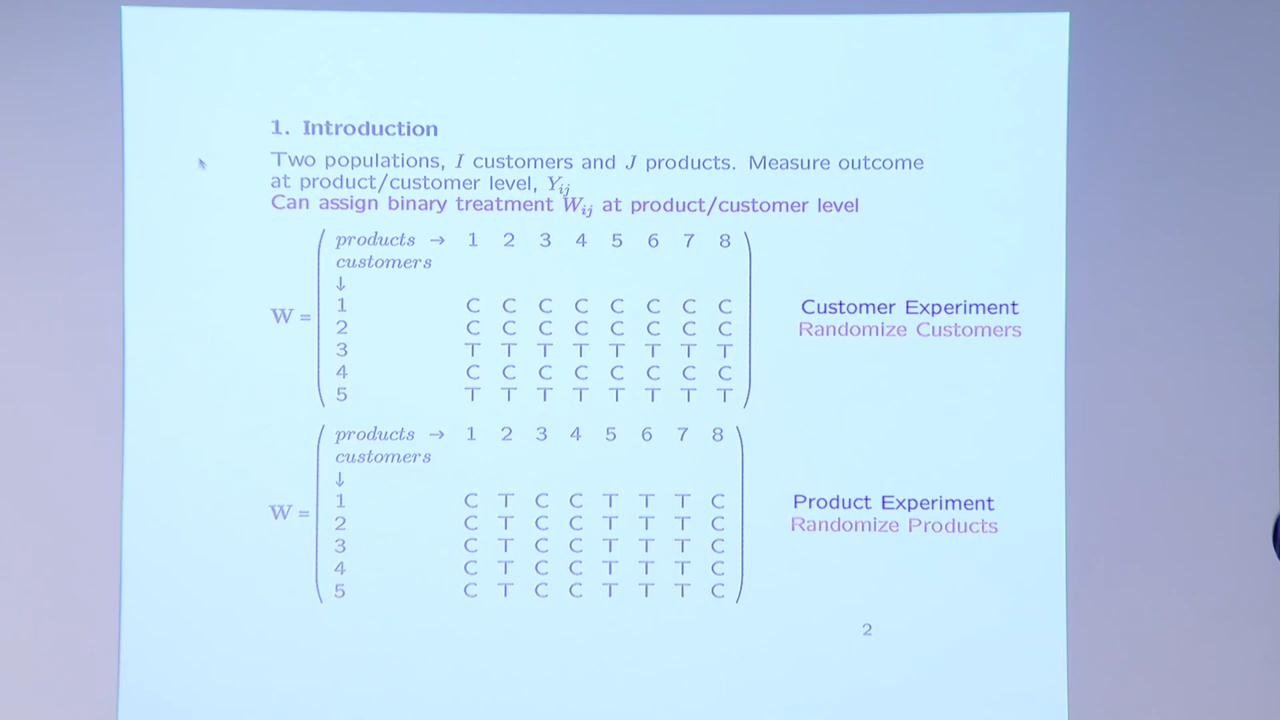 1. Introduction
Two populations, I customers and J products. Measure outcome
at product/customer level, Y_ij
Can assign binary treatment W_ij at product/customer level
products → 1 2 3 4 5 6 7 8
customers
↓
1 C C C C C C C C
Customer Experiment
W =
2 C C C C C C C C
Randomize Customers
3 T T T T T T T T
4 C C C C C C C C
5 T T T T T T T T
products → 1 2 3 4 5 6 7 8
customers
↓
1 C T C C T T T C
Product Experiment
W =
2 C T C C T T T C
Randomize Products
3 C T C C T T T C
4 C T C C T T T C
5 C T C C T T T C
2